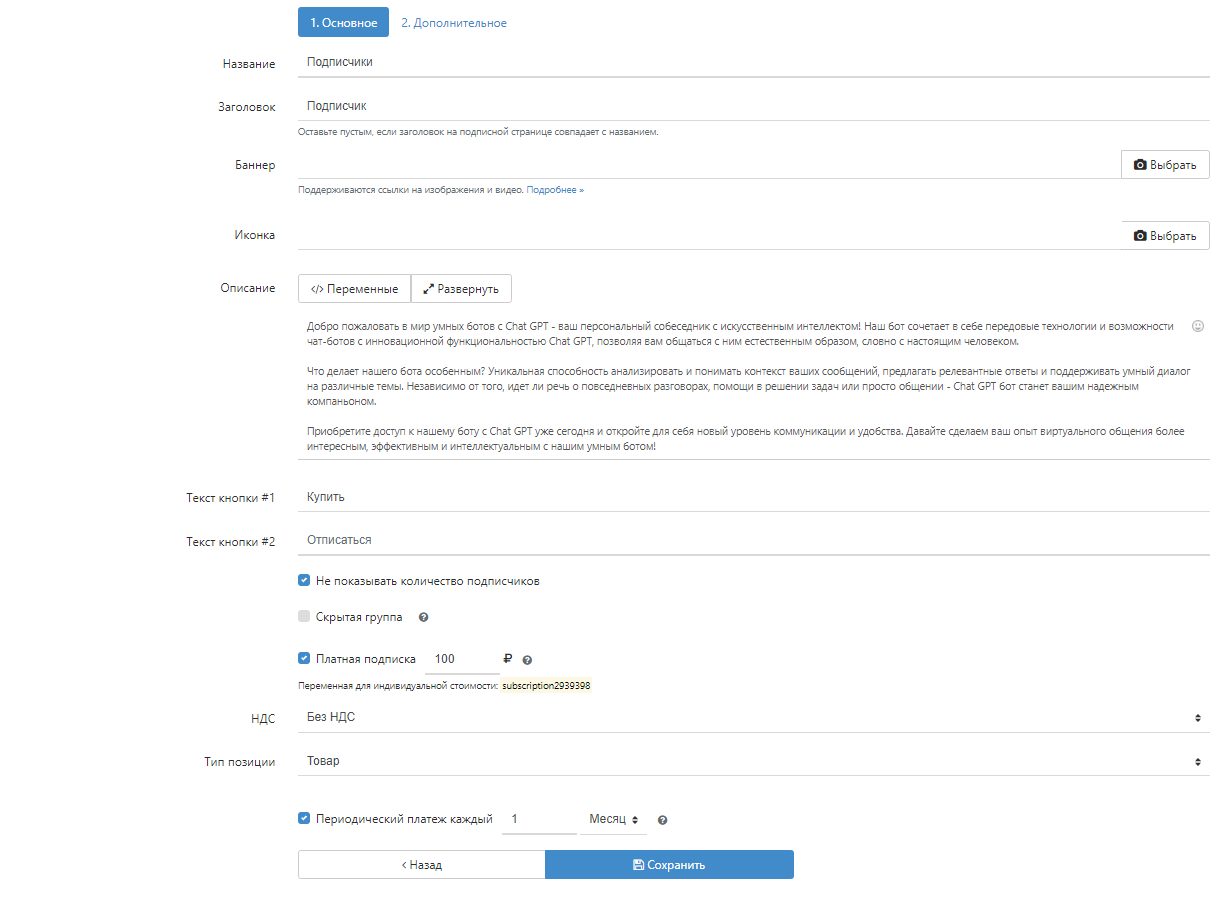 1. Основное 2. Дополнительное
Название Подписчики
Заголовок Подписчик
Оставьте пустым, если заголовок на подписной странице совпадает с названием.
Баннер Выбрать
Поддерживаются ссылки на изображения и видео. Подробнее »
Иконка Выбрать
Описание </> Переменные Развернуть
Добро пожаловать в мир умных ботов с Chat GPT - ваш персональный собеседник с искусственным интеллектом! Наш бот сочетает в себе передовые технологии и возможности
чат-ботов с инновационной функциональностью Chat GPT, позволяя вам общаться с ним естественным образом, словно с настоящим человеком.
Что делает нашего бота особенным? Уникальная способность анализировать и понимать контекст ваших сообщений, предлагать релевантные ответы и поддерживать умный диалог
на различные темы. Независимо от того, идет ли речь о повседневных разговорах, помощи в решении задач или просто общении - Chat GPT бот станет вашим надежным
компаньоном.
Приобретите доступ к нашему боту с Chat GPT уже сегодня и откройте для себя новый уровень коммуникации и удобства. Давайте сделаем ваш опыт виртуального общения более
интересным, эффективным и интеллектуальным с нашим умным ботом!
Текст кнопки #1 Купить
Текст кнопки #2 Отписаться
Не показывать количество подписчиков
Скрытая группа ?
Платная подписка 100 ₽ ?
Переменная для индивидуальной стоимости: subscription2939398
НДС Без НДС
Тип позиции Товар
Периодический платеж каждый 1 Месяц ?
‹ Назад Сохранить